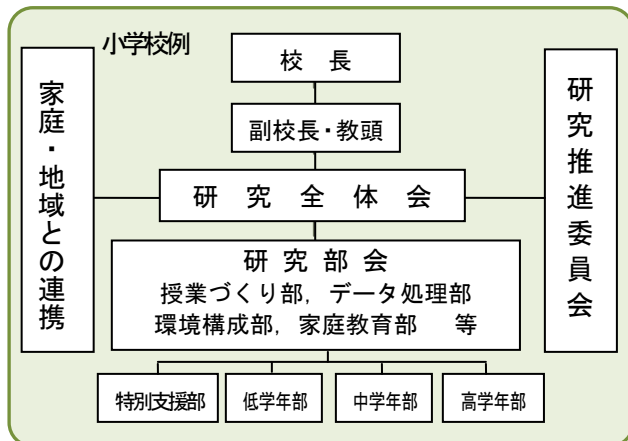 小学校例
校長
副校長・教頭
研究全体会
家庭・地域との連携
研究推進委員会
研究部会
授業づくり部，データ処理部
環境構成部，家庭教育部　等
特別支援部
低学年部
中学年部
高学年部